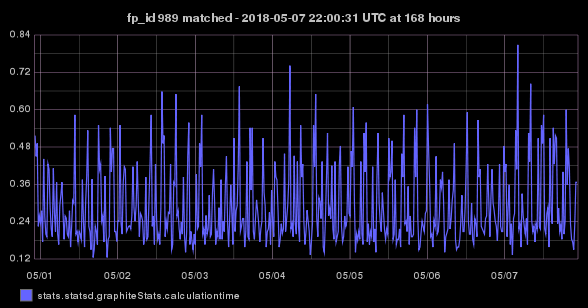 fp_id 989 matched - 2018-05-07 22:00:31 UTC at 168 hours
0.84
0.72
0.60
0.48
0.36
0.24
0.12
05/01 05/02 05/03 05/04 05/05 05/06 05/07
stats.statsd.graphiteStats.calculationtime